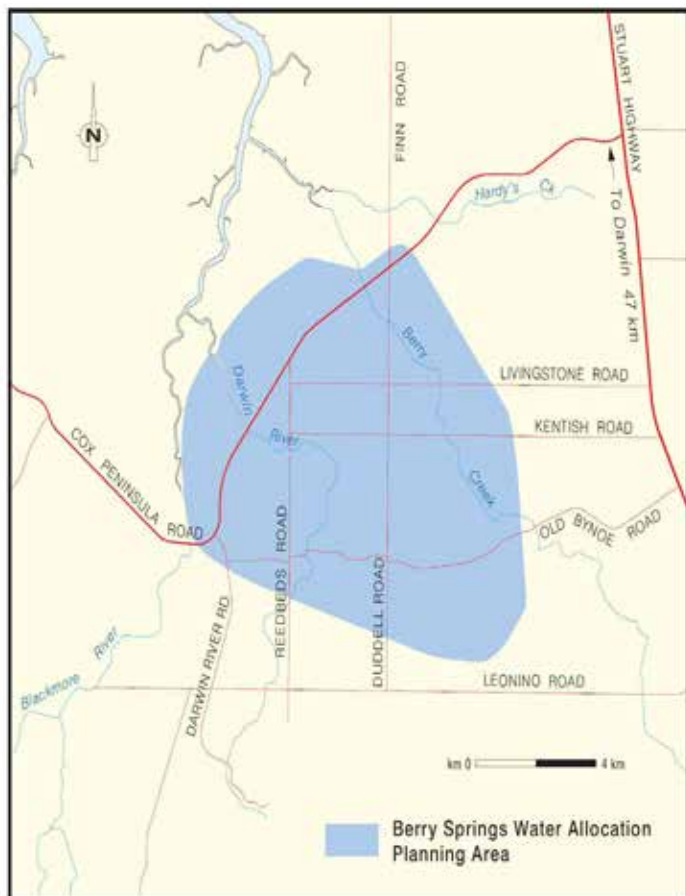 FINN ROAD
STUART HIGHWAY
N
Hardy's Ck
To Darwin 47 km
Berry
Creek
LIVINGSTONE ROAD
Darwin
River
KENTISH ROAD
COX PENINSULA ROAD
OLD BYNOE ROAD
REEDBEDS ROAD
DUDDELL ROAD
DARWIN RIVER RD
Blackmore River
LEONINO ROAD
km 0 4 km
Berry Springs Water Allocation
Planning Area